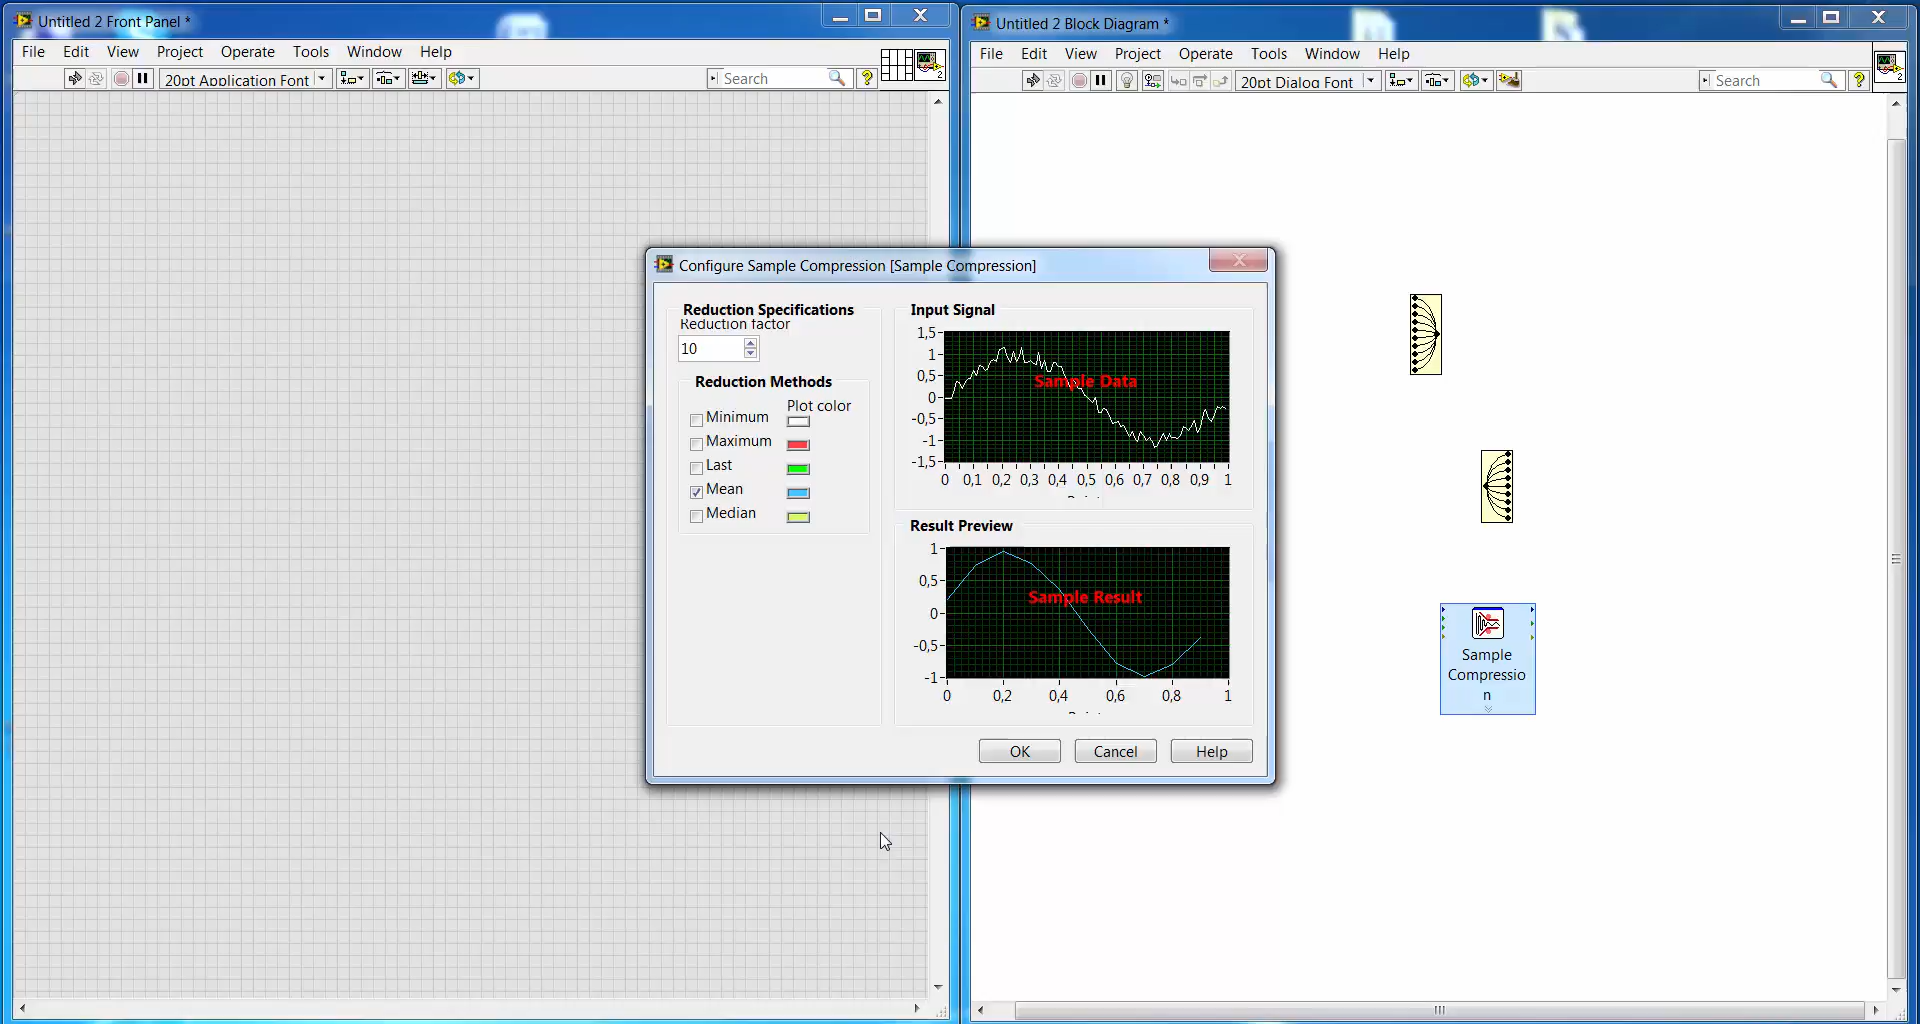 Untitled 2 Front Panel *
File Edit View Project Operate Tools Window Help
20pt Application Font
Search
?
2
Untitled 2 Block Diagram *
File Edit View Project Operate Tools Window Help
20pt Dialog Font
Search
?
2
Configure Sample Compression [Sample Compression]
Reduction Specifications
Reduction factor
10
Reduction Methods
Plot color
Minimum
Maximum
Last
Mean
Median
Input Signal
1,5
1
0,5
0
-0,5
-1
-1,5
Sample Data
0 0,1 0,2 0,3 0,4 0,5 0,6 0,7 0,8 0,9 1
Result Preview
1
0,5
0
-0,5
-1
Sample Result
0 0,2 0,4 0,6 0,8 1
OK Cancel Help
Sample
Compressio
n